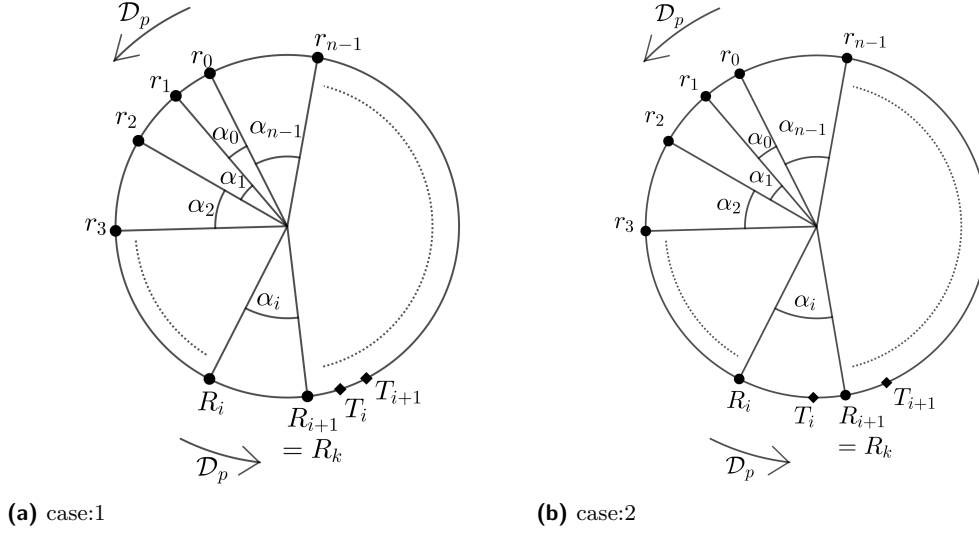 𝒟ₚ
r₀
rₙ₋₁
r₁
r₂
r₃
α₀
αₙ₋₁
α₁
α₂
αᵢ
Rᵢ
Rᵢ₊₁
Tᵢ
Tᵢ₊₁
= Rₖ
𝒟ₚ
(a) case:1
𝒟ₚ
r₀
rₙ₋₁
r₁
r₂
r₃
α₀
αₙ₋₁
α₁
α₂
αᵢ
Rᵢ
Tᵢ
Rᵢ₊₁
Tᵢ₊₁
= Rₖ
𝒟ₚ
(b) case:2